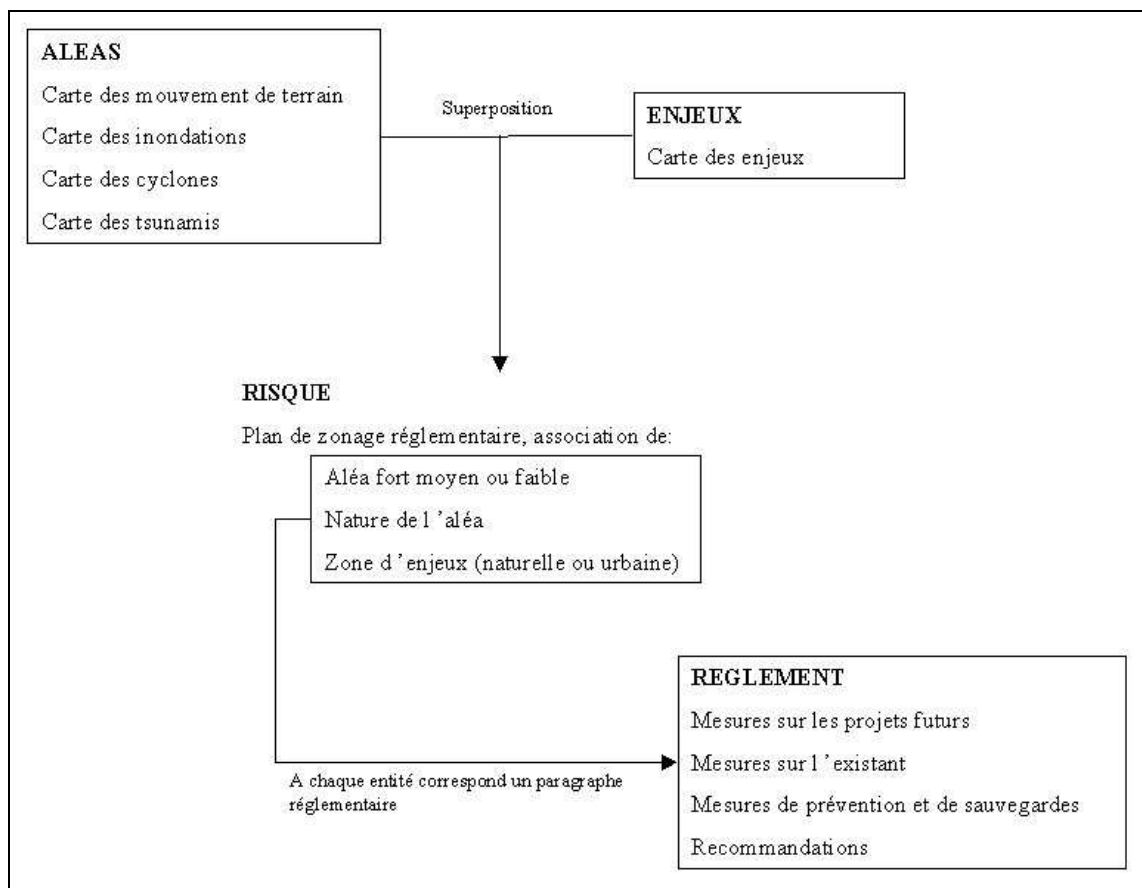 ALEAS
Carte des mouvement de terrain
Carte des inondations
Carte des cyclones
Carte des tsunamis
Superposition
ENJEUX
Carte des enjeux
RISQUE
Plan de zonage réglementaire, association de:
Aléa fort moyen ou faible
Nature de l ’aléa
Zone d ’enjeux (naturelle ou urbaine)
A chaque entité correspond un paragraphe
réglementaire
REGLEMENT
Mesures sur les projets futurs
Mesures sur l ’existant
Mesures de prévention et de sauvegardes
Recommandations